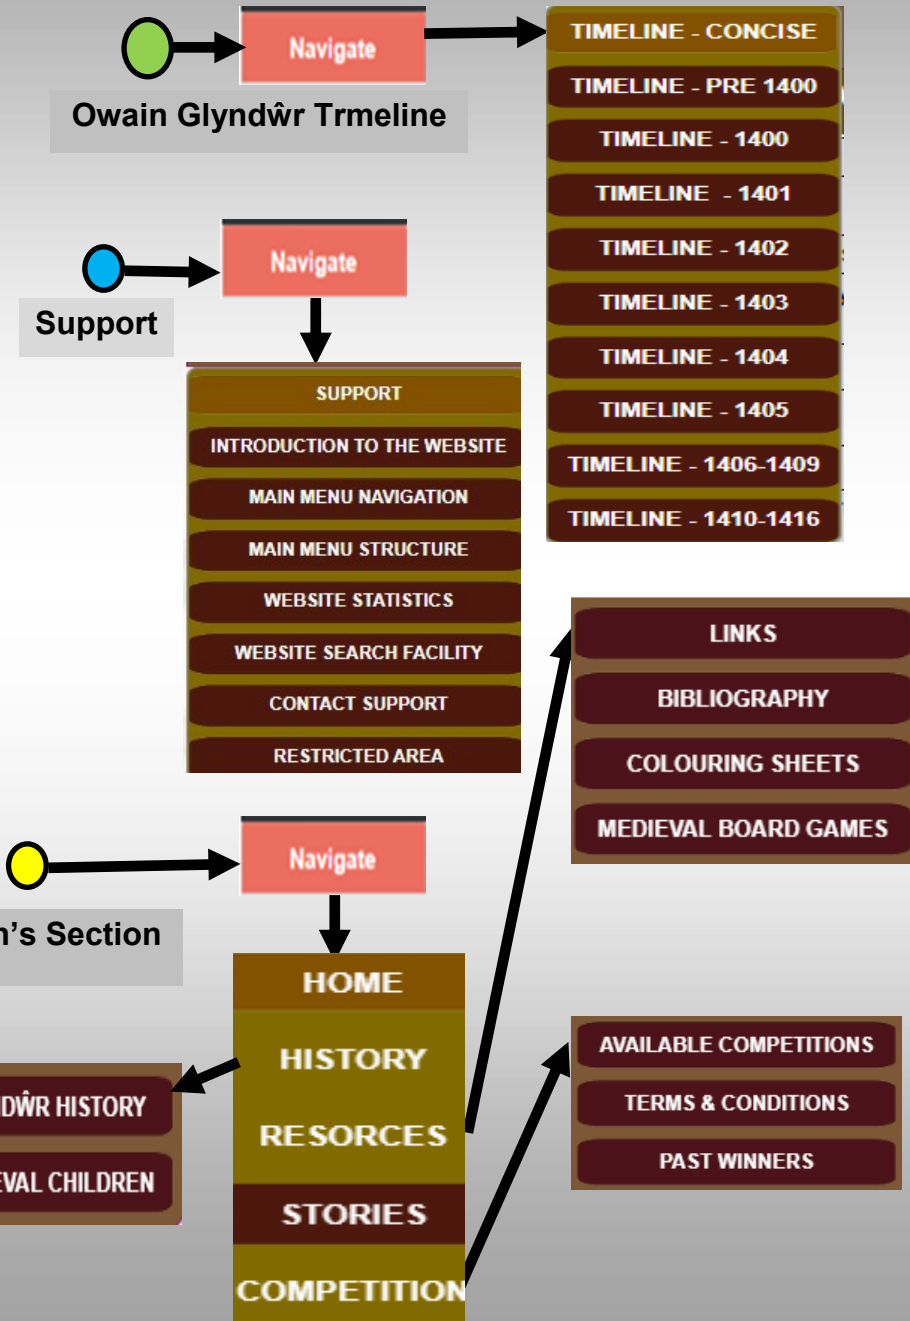 Navigate
Owain Glyndŵr Trmeline
TIMELINE - CONCISE
TIMELINE - PRE 1400
TIMELINE - 1400
TIMELINE - 1401
TIMELINE - 1402
TIMELINE - 1403
TIMELINE - 1404
TIMELINE - 1405
TIMELINE - 1406-1409
TIMELINE - 1410-1416
Navigate
Support
SUPPORT
INTRODUCTION TO THE WEBSITE
MAIN MENU NAVIGATION
MAIN MENU STRUCTURE
WEBSITE STATISTICS
WEBSITE SEARCH FACILITY
CONTACT SUPPORT
RESTRICTED AREA
LINKS
BIBLIOGRAPHY
COLOURING SHEETS
MEDIEVAL BOARD GAMES
Navigate
n's Section
HOME
HISTORY
RESORCES
STORIES
COMPETITION
DŴR HISTORY
EVAL CHILDREN
AVAILABLE COMPETITIONS
TERMS & CONDITIONS
PAST WINNERS